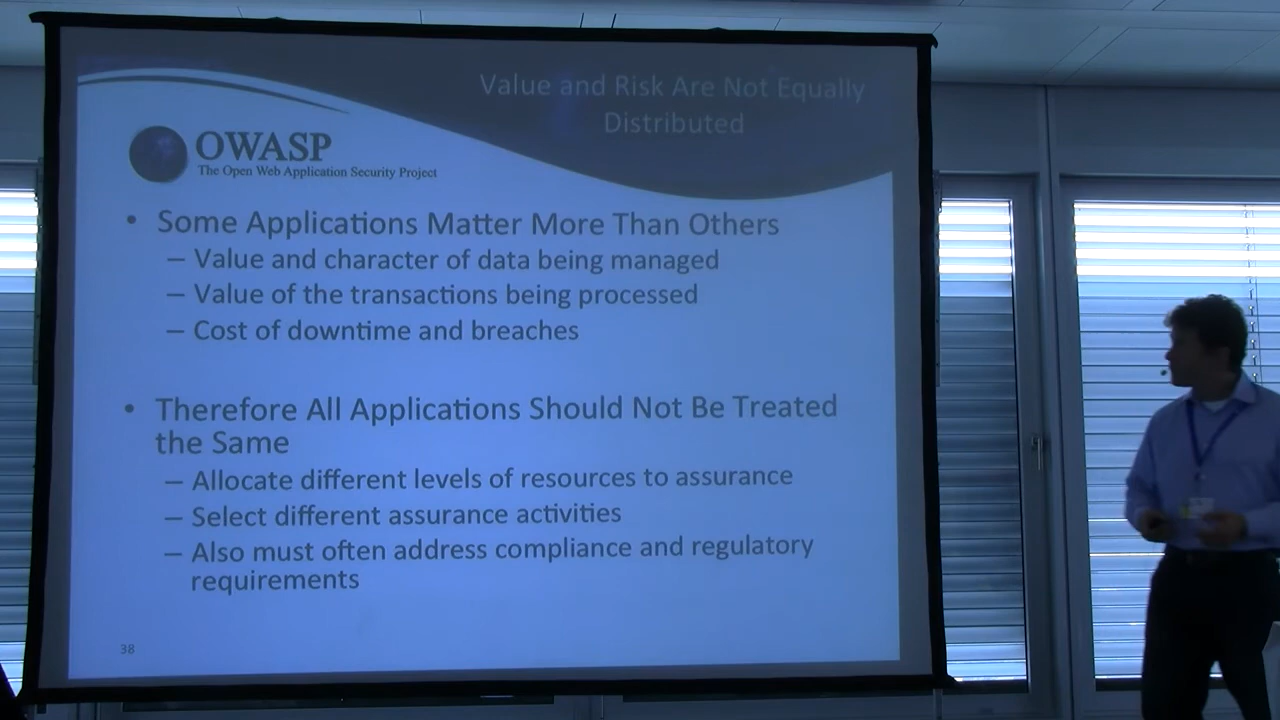 Value and Risk Are Not Equally
Distributed
OWASP
The Open Web Application Security Project
• Some Applications Matter More Than Others
– Value and character of data being managed
– Value of the transactions being processed
– Cost of downtime and breaches
• Therefore All Applications Should Not Be Treated
the Same
– Allocate different levels of resources to assurance
– Select different assurance activities
– Also must often address compliance and regulatory
requirements
38